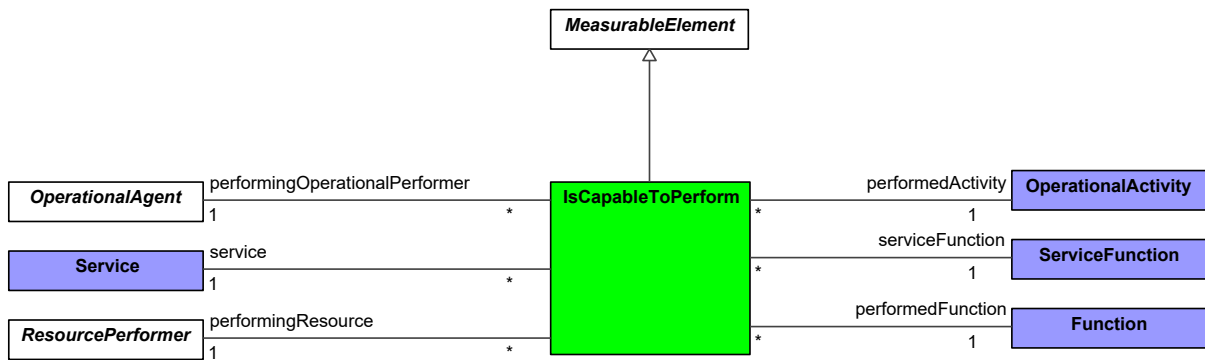 MeasurableElement
OperationalAgent
performingOperationalPerformer
1
*
IsCapableToPerform
performedActivity
*
1
OperationalActivity
Service
service
1
*
serviceFunction
*
1
ServiceFunction
ResourcePerformer
performingResource
1
*
performedFunction
*
1
Function